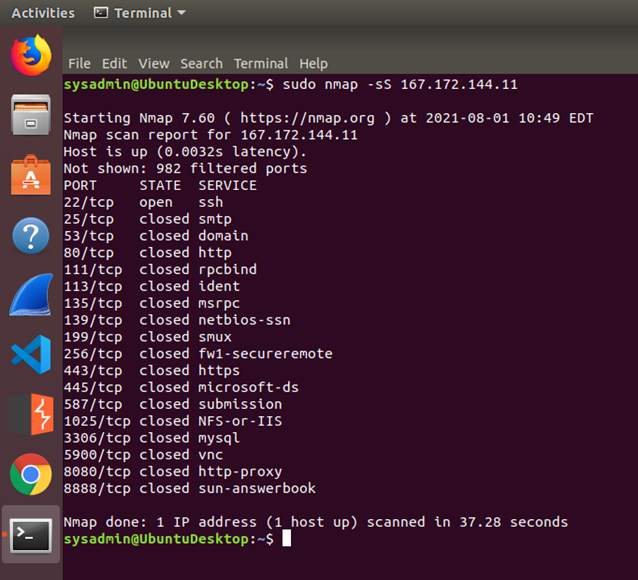 Activities Terminal
File Edit View Search Terminal Help
sysadmin@UbuntuDesktop:~$ sudo nmap -sS 167.172.144.11
Starting Nmap 7.60 ( https://nmap.org ) at 2021-08-01 10:49 EDT
Nmap scan report for 167.172.144.11
Host is up (0.0032s latency).
Not shown: 982 filtered ports
PORT     STATE  SERVICE
22/tcp   open   ssh
25/tcp   closed smtp
53/tcp   closed domain
80/tcp   closed http
111/tcp  closed rpcbind
113/tcp  closed ident
135/tcp  closed msrpc
139/tcp  closed netbios-ssn
199/tcp  closed smux
256/tcp  closed fw1-secureremote
443/tcp  closed https
445/tcp  closed microsoft-ds
587/tcp  closed submission
1025/tcp closed NFS-or-IIS
3306/tcp closed mysql
5900/tcp closed vnc
8080/tcp closed http-proxy
8888/tcp closed sun-answerbook
Nmap done: 1 IP address (1 host up) scanned in 37.28 seconds
sysadmin@UbuntuDesktop:~$